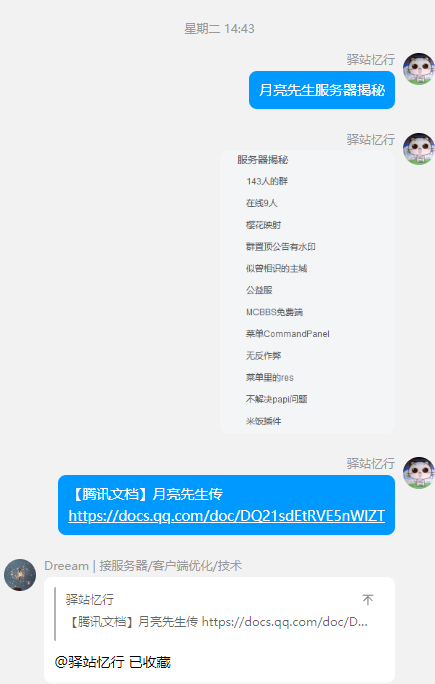 星期二 14:43
驿站忆行
月亮先生服务器揭秘
驿站忆行
服务器揭秘
143人的群
在线9人
樱花映射
群置顶公告有水印
似曾相识的主城
公益服
MCBBS免费端
菜单CommandPanel
无反作弊
菜单里的res
不解决papi问题
米饭插件
驿站忆行
【腾讯文档】月亮先生传
https://docs.qq.com/doc/DQ21sdEtRVE5nWlZT
Dreeam | 接服务器/客户端优化/技术
驿站忆行
【腾讯文档】月亮先生传 https://docs.qq.com/doc/D...
@驿站忆行 已收藏